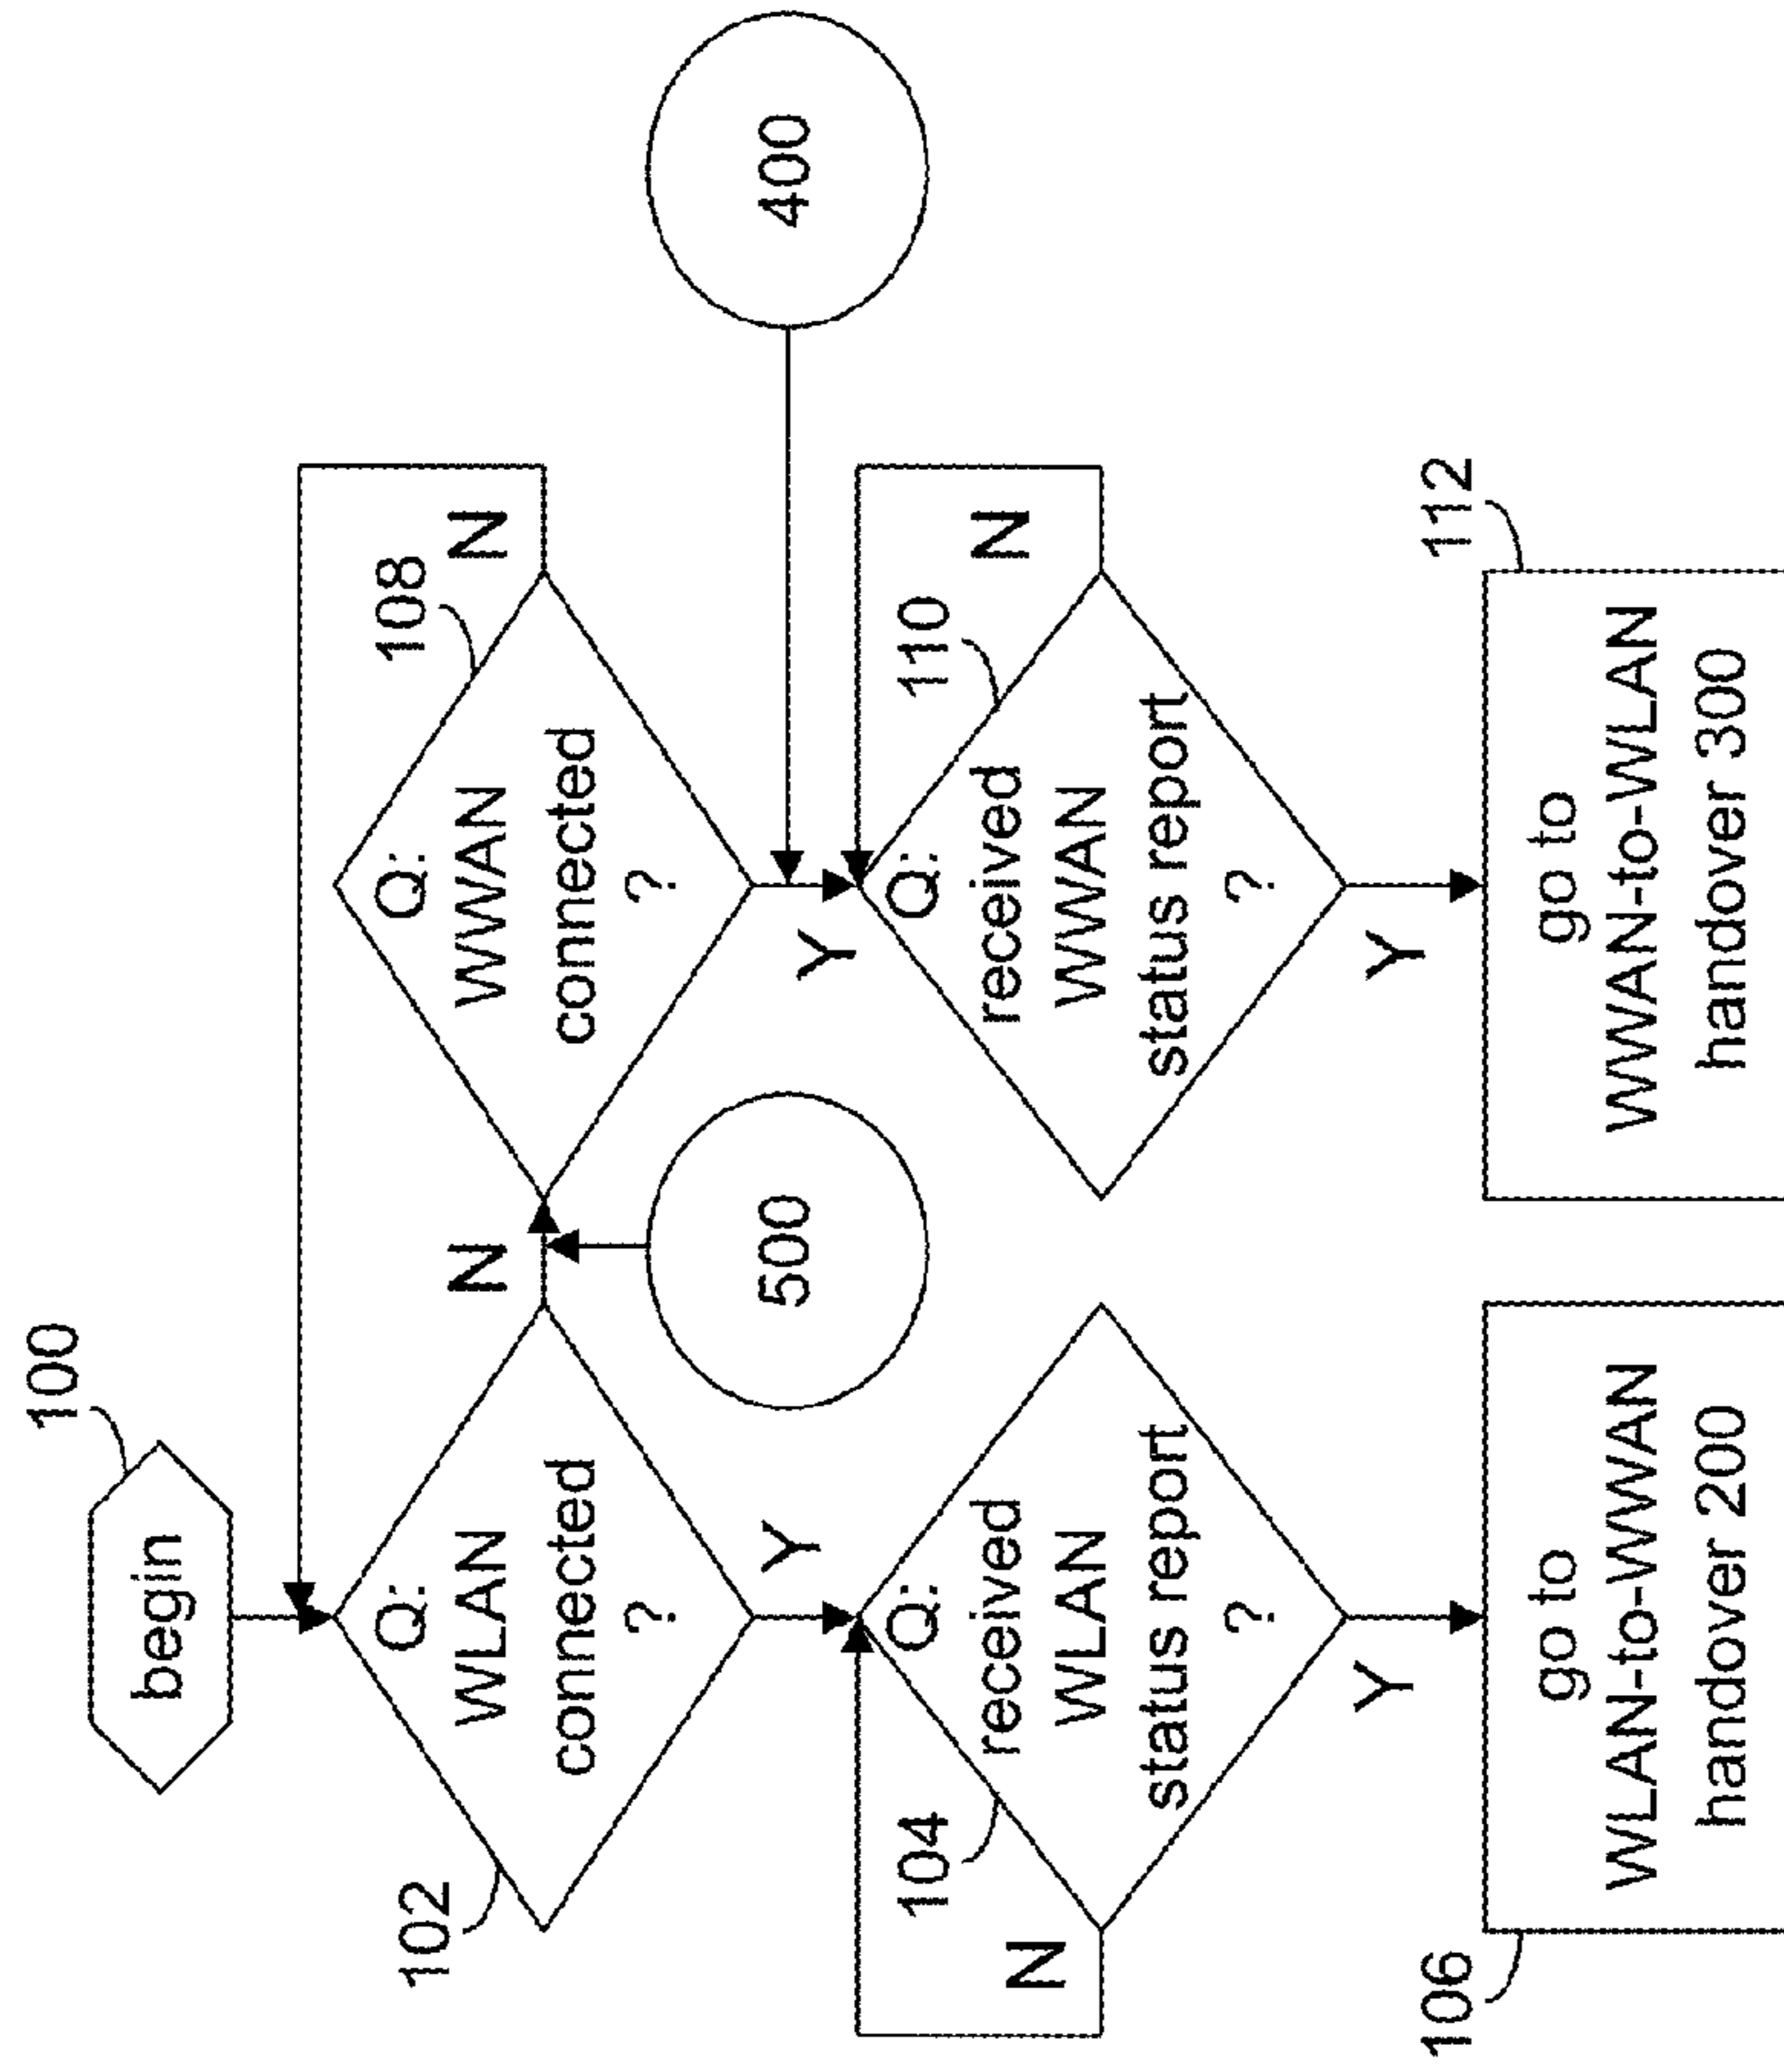 100
begin
102
Q:
WLAN
connected
?
N
108
Q:
WWAN
connected
?
N
Y
500
Y
400
104
Q:
received
WLAN
status report
?
N
110
Q:
received
WWAN
status report
?
N
Y
Y
106
go to
WLAN-to-WWAN
handover 200
112
go to
WWAN-to-WLAN
handover 300